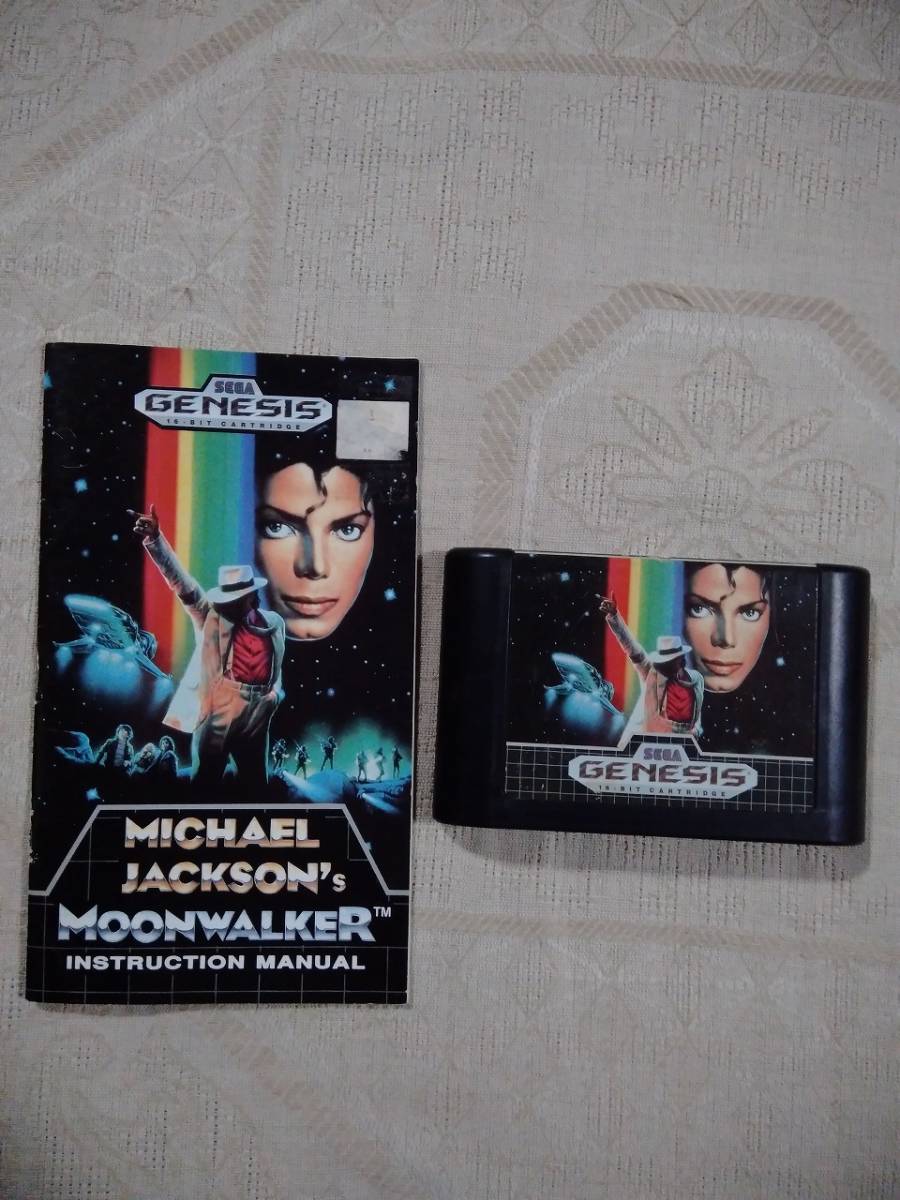 SEGA
GENESIS
16-BIT CARTRIDGE
MICHAEL
JACKSON's
MOONWALKER™
INSTRUCTION MANUAL
SEGA
GENESIS
16-BIT CARTRIDGE